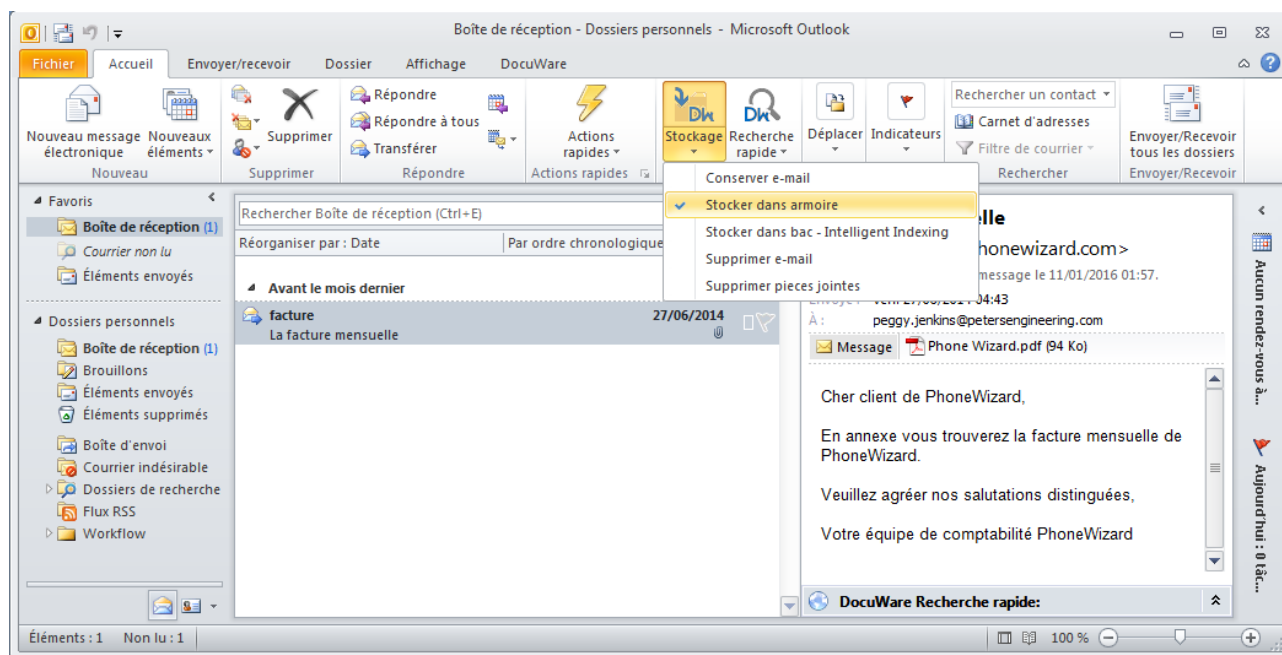 Boîte de réception - Dossiers personnels - Microsoft Outlook
Fichier Accueil Envoyer/recevoir Dossier Affichage DocuWare
Nouveau message électronique
Nouveaux éléments
Nouveau
Supprimer
Supprimer
Répondre
Répondre à tous
Transférer
Répondre
Actions rapides
Actions rapides
DW
Stockage
DW
Recherche rapide
Déplacer
Indicateurs
Rechercher un contact
Carnet d'adresses
Filtre de courrier
Rechercher
Envoyer/Recevoir tous les dossiers
Envoyer/Recevoir
Conserver e-mail
Stocker dans armoire
Stocker dans bac - Intelligent Indexing
Supprimer e-mail
Supprimer pieces jointes
Favoris
Boîte de réception (1)
Courrier non lu
Éléments envoyés
Dossiers personnels
Boîte de réception (1)
Brouillons
Éléments envoyés
Éléments supprimés
Boîte d'envoi
Courrier indésirable
Dossiers de recherche
Flux RSS
Workflow
Rechercher Boîte de réception (Ctrl+E)
Réorganiser par : Date Par ordre chronologique
Avant le mois dernier
facture 27/06/2014
La facture mensuelle
honewizard.com>
message le 11/01/2016 01:57.
04:43
À : peggy.jenkins@petersengineering.com
Message Phone Wizard.pdf (94 Ko)
Cher client de PhoneWizard,
En annexe vous trouverez la facture mensuelle de
PhoneWizard.
Veuillez agréer nos salutations distinguées,
Votre équipe de comptabilité PhoneWizard
DocuWare Recherche rapide:
Aucun rendez-vous à...
Aujourd'hui : 0 tâc...
Éléments : 1 Non lu : 1
100 %